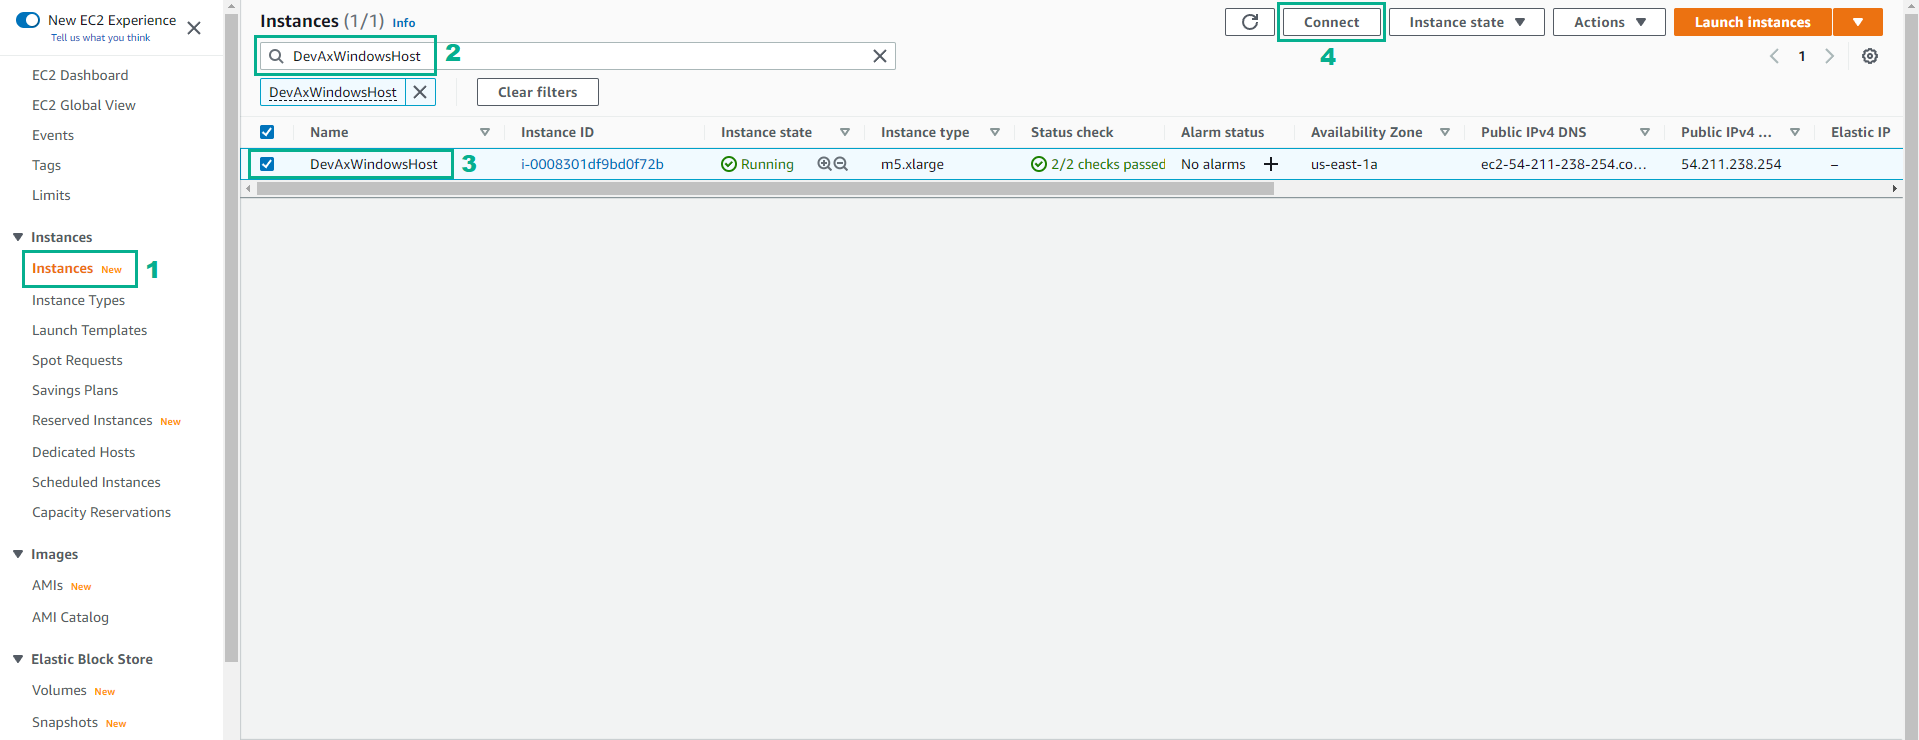 New EC2 Experience
Tell us what you think
EC2 Dashboard
EC2 Global View
Events
Tags
Limits
Instances
Instances New
1
Instance Types
Launch Templates
Spot Requests
Savings Plans
Reserved Instances New
Dedicated Hosts
Scheduled Instances
Capacity Reservations
Images
AMIs New
AMI Catalog
Elastic Block Store
Volumes New
Snapshots New
Instances (1/1) Info
Connect
Instance state
Actions
Launch instances
DevAxWindowsHost
2
4
1
DevAxWindowsHost
Clear filters
Name Instance ID Instance state Instance type Status check Alarm status Availability Zone Public IPv4 DNS Public IPv4 ... Elastic IP
DevAxWindowsHost 3 i-0008301df9bd0f72b Running m5.xlarge 2/2 checks passed No alarms + us-east-1a ec2-54-211-238-254.co... 54.211.238.254 –